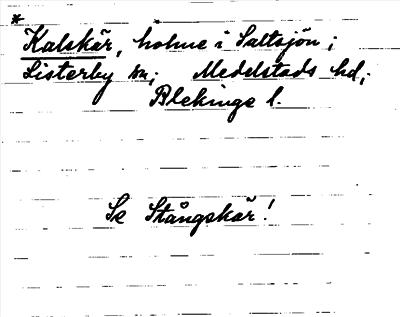 *
Kalskär, holme i Saltsjön;
Listerby sn; Medelstads hd,;
Blekinge l.
Se Stångskär!